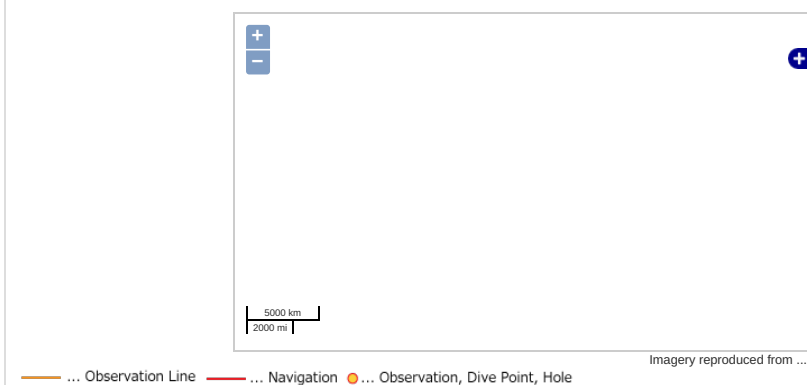 +
−
+
5000 km
2000 mi
Imagery reproduced from ...
... Observation Line ... Navigation ... Observation, Dive Point, Hole